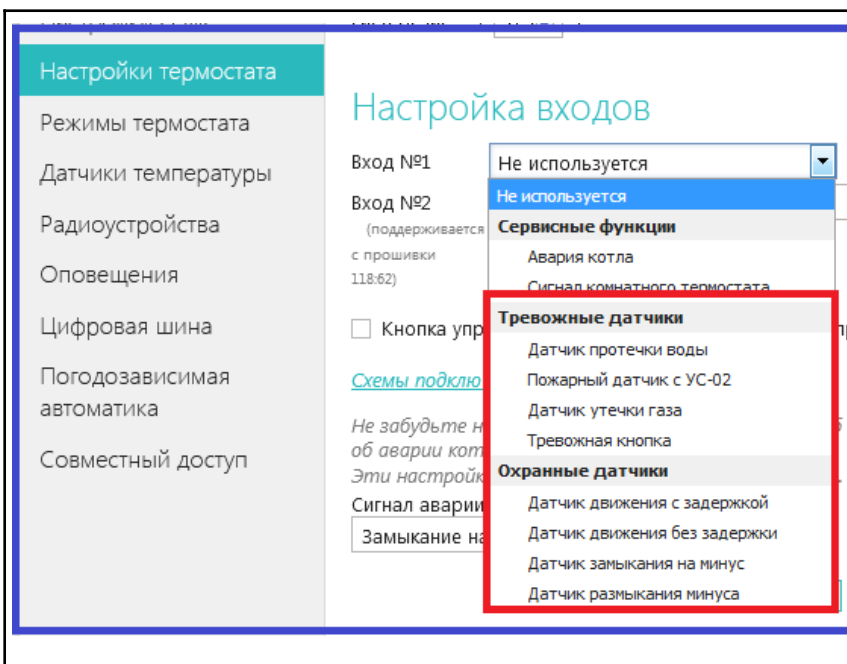 Настройки термостата
Режимы термостата
Датчики температуры
Радиоустройства
Оповещения
Цифровая шина
Погодозависимая
автоматика
Совместный доступ
Настройка входов
Вход №1
Не используется
Вход №2
(поддерживается
с прошивки
118:62)
Не используется
Сервисные функции
Авария котла
Сигнал комнатного термостата
Тревожные датчики
Датчик протечки воды
Пожарный датчик с УС-02
Датчик утечки газа
Тревожная кнопка
Охранные датчики
Датчик движения с задержкой
Датчик движения без задержки
Датчик замыкания на минус
Датчик размыкания минуса
Кнопка упр
Схемы подклю
Не забудьте н
об аварии кот
Эти настройк
Сигнал аварии
Замыкание на